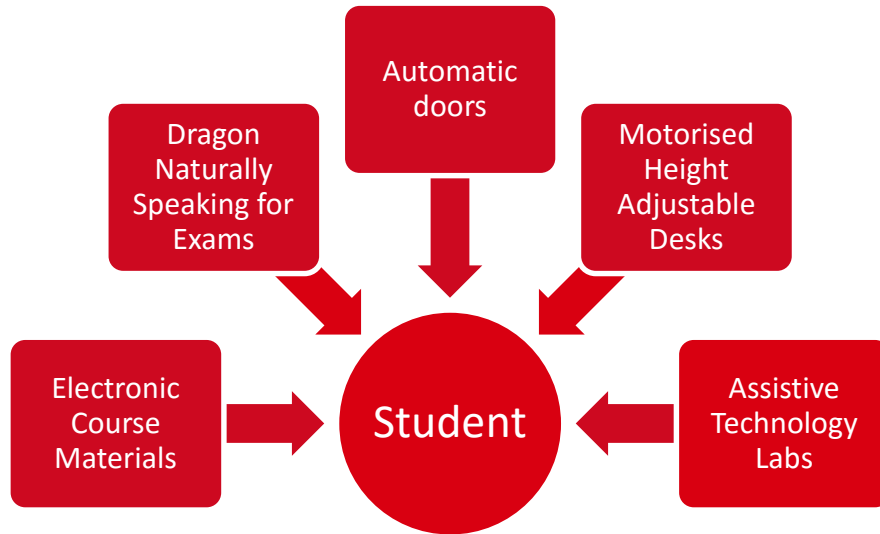 Automatic
doors
Dragon
Naturally
Speaking for
Exams
Motorised
Height
Adjustable
Desks
Electronic
Course
Materials
Student
Assistive
Technology
Labs